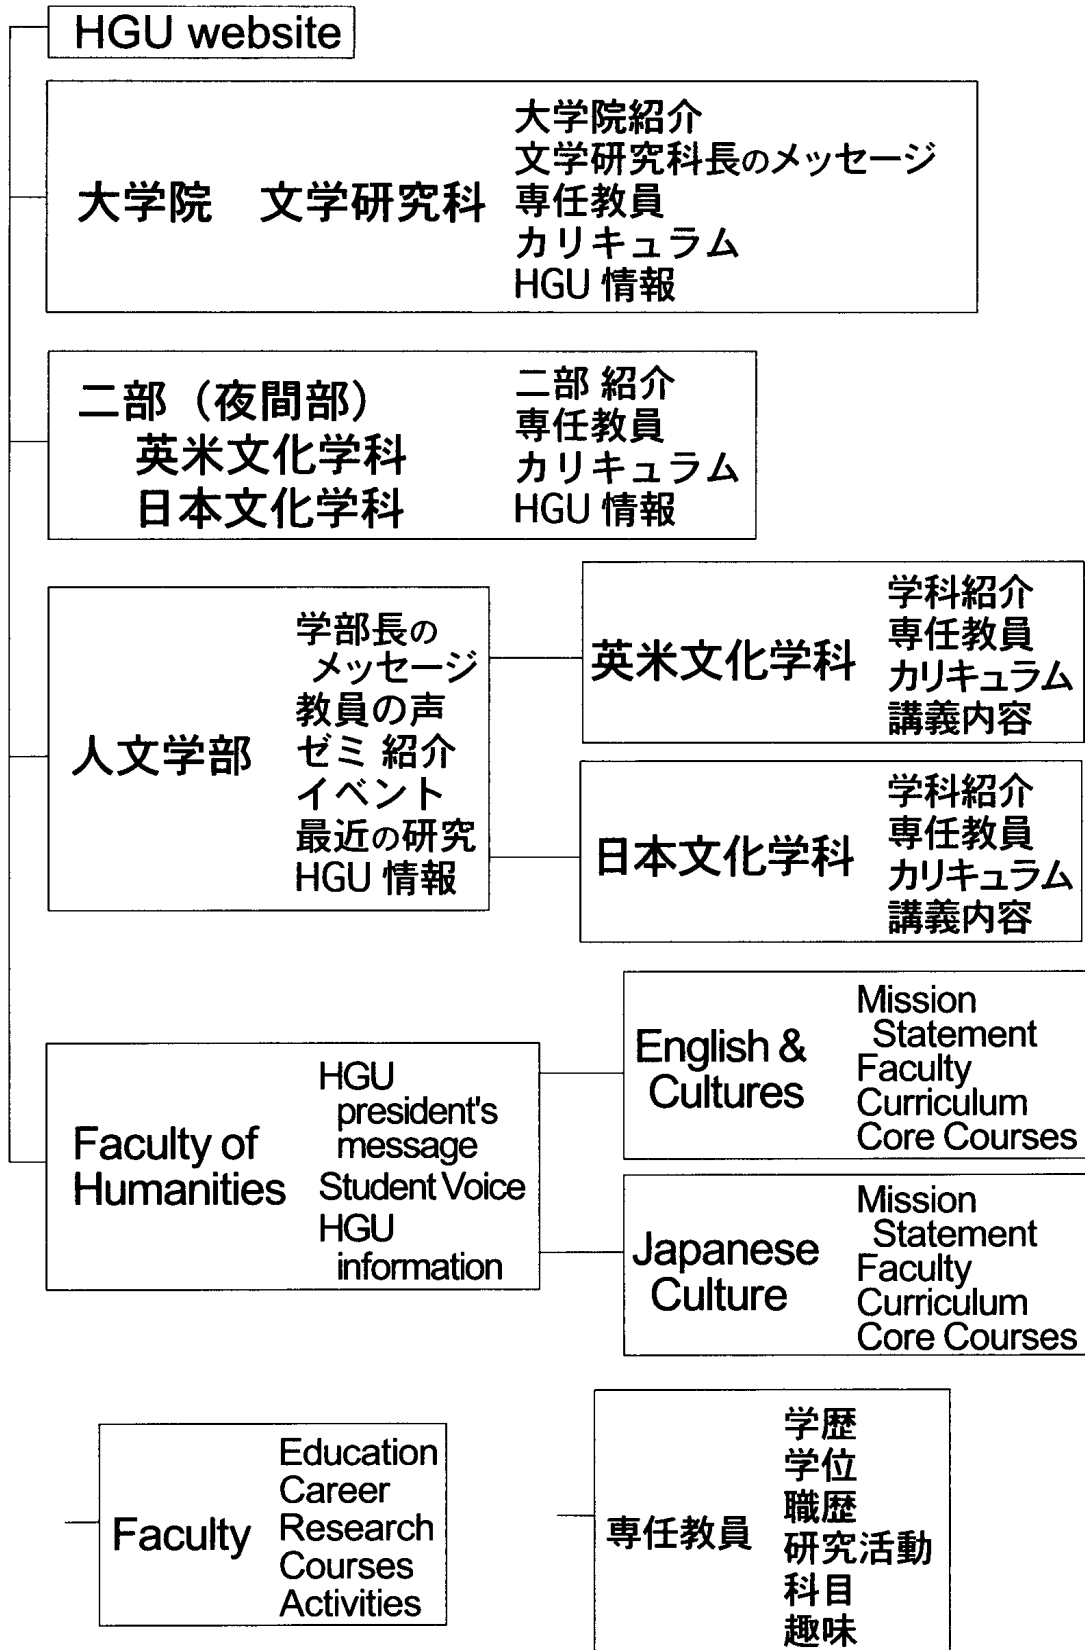 HGU website
大学院 文学研究科
大学院紹介
文学研究科長のメッセージ
専任教員
カリキュラム
HGU 情報
二部（夜間部）
英米文化学科
日本文化学科
二部 紹介
専任教員
カリキュラム
HGU 情報
人文学部
学部長の
メッセージ
教員の声
ゼミ 紹介
イベント
最近の研究
HGU 情報
英米文化学科
学科紹介
専任教員
カリキュラム
講義内容
日本文化学科
学科紹介
専任教員
カリキュラム
講義内容
Faculty of
Humanities
HGU
president's
message
Student Voice
HGU
information
English &
Cultures
Mission
Statement
Faculty
Curriculum
Core Courses
Japanese
Culture
Mission
Statement
Faculty
Curriculum
Core Courses
Faculty
Education
Career
Research
Courses
Activities
専任教員
学歴
学位
職歴
研究活動
科目
趣味